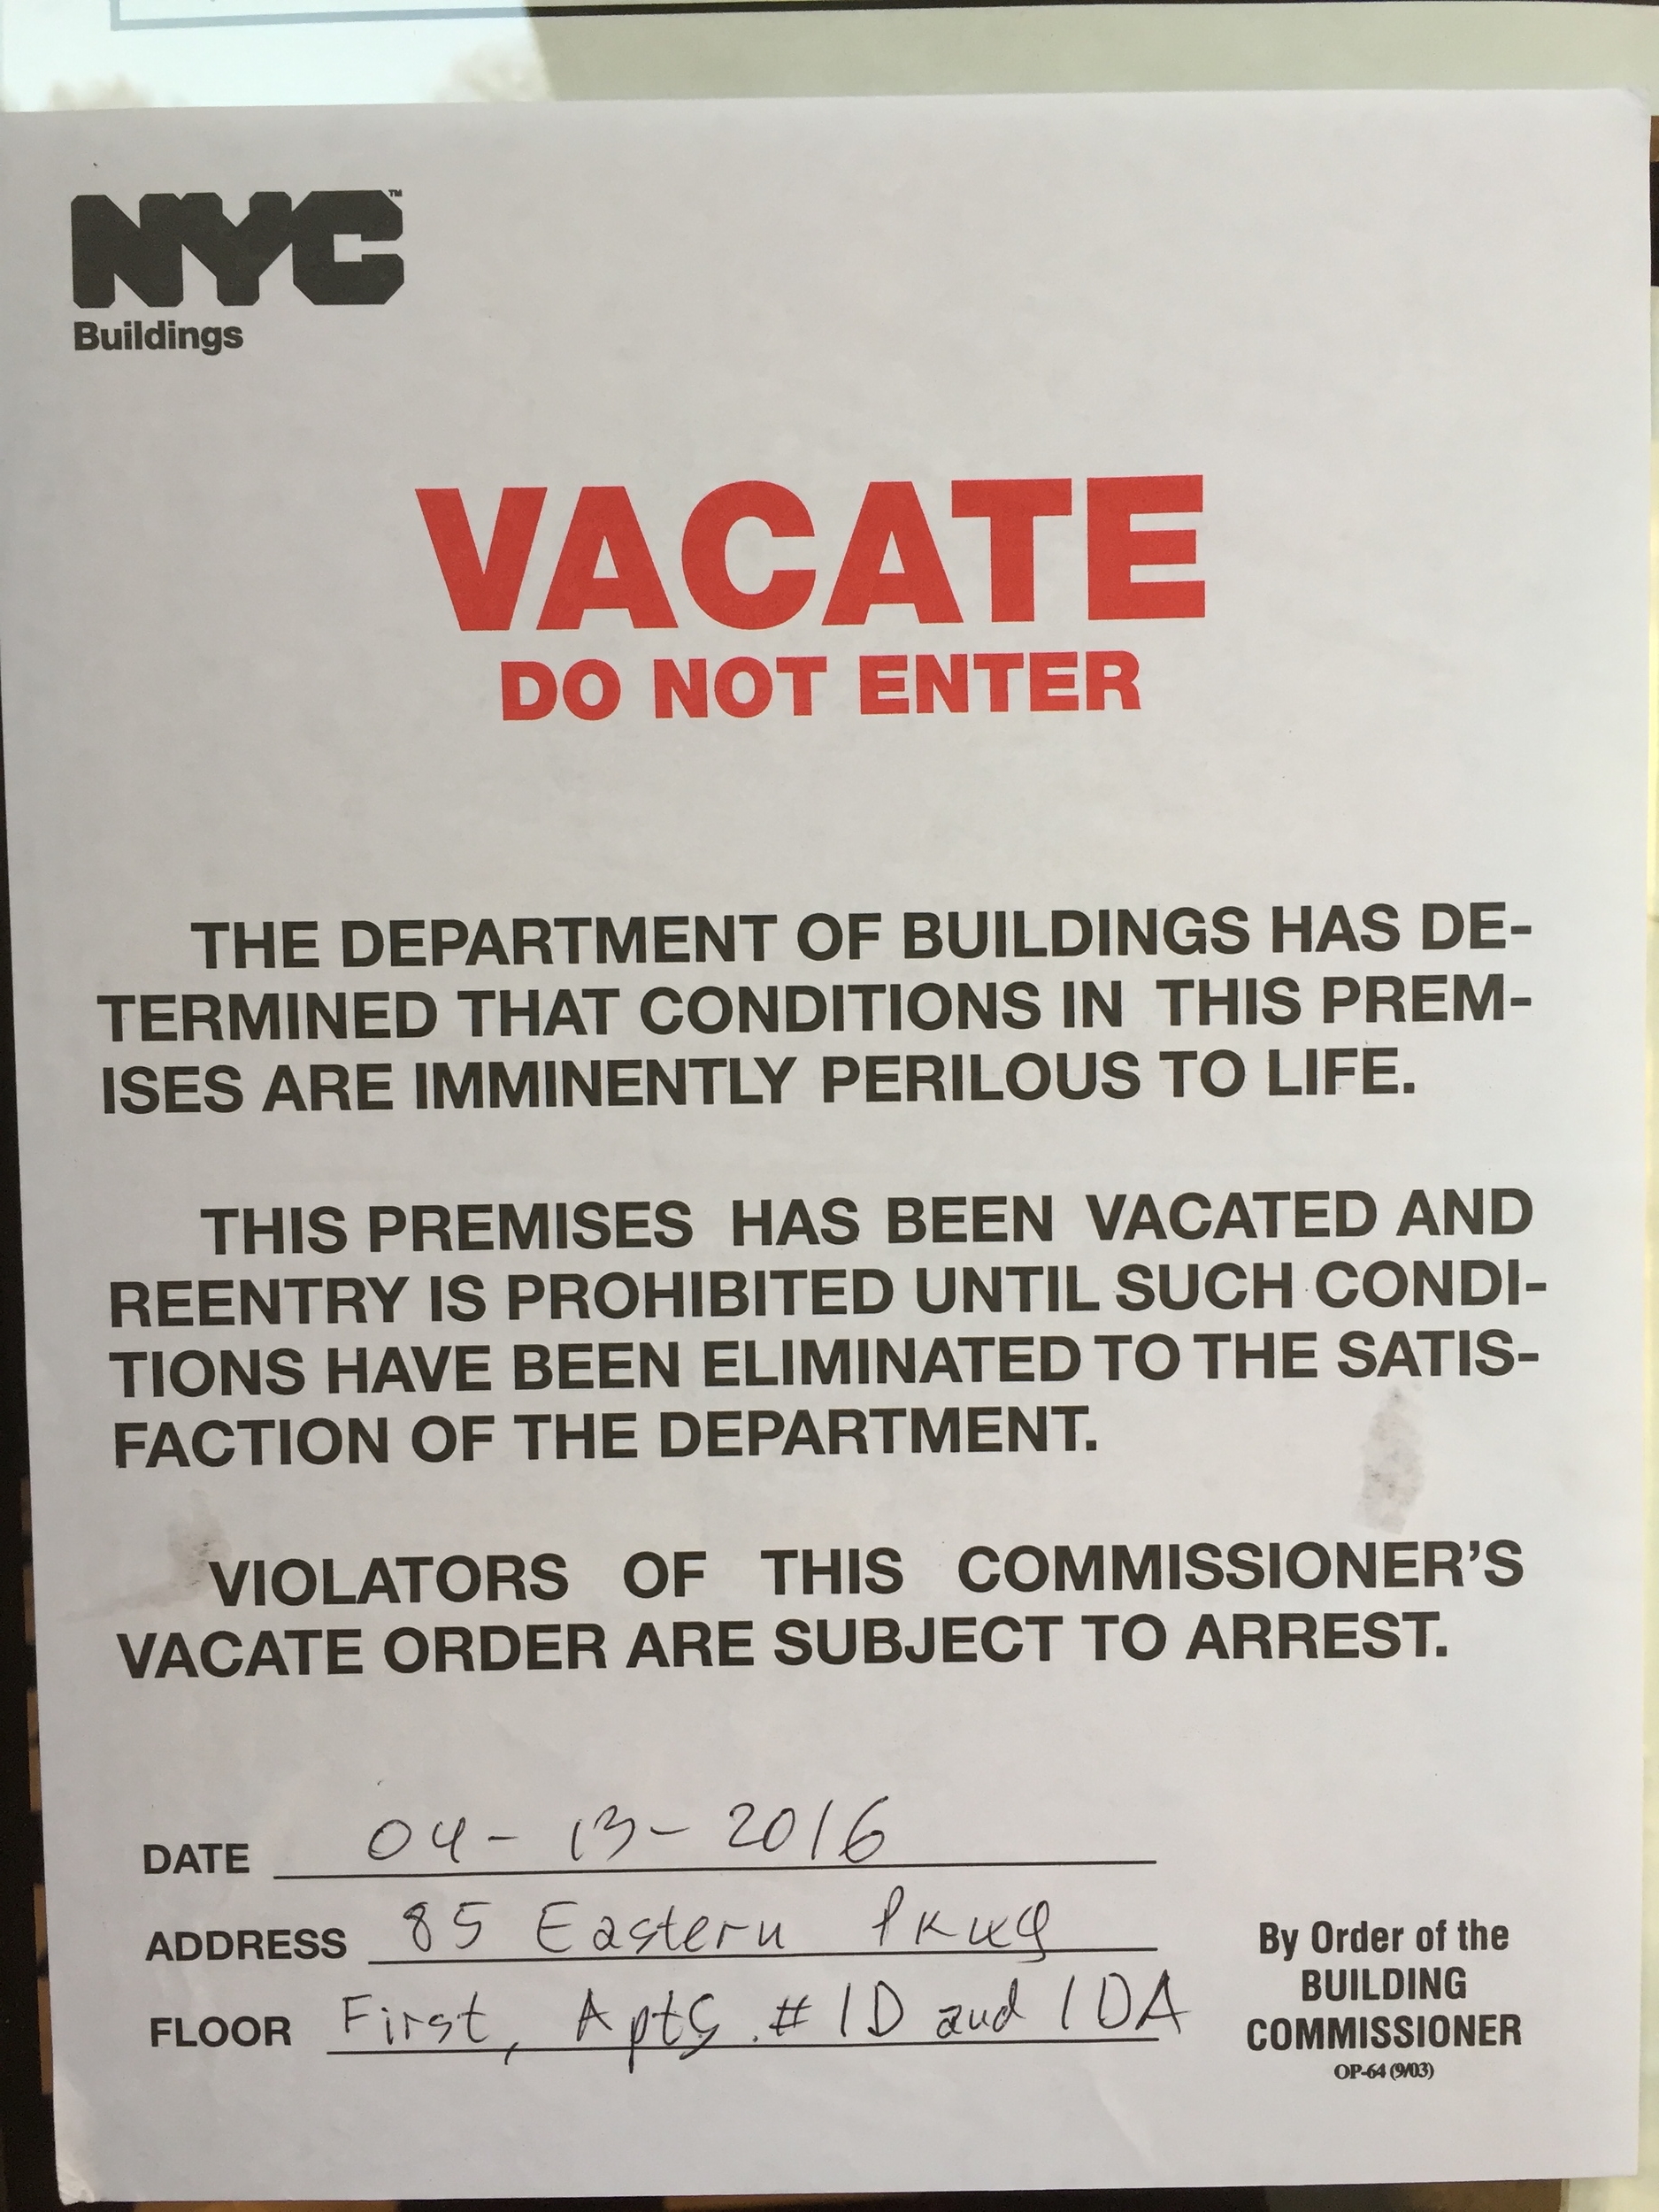 NYC™
Buildings
VACATE
DO NOT ENTER
THE DEPARTMENT OF BUILDINGS HAS DE-
TERMINED THAT CONDITIONS IN THIS PREM-
ISES ARE IMMINENTLY PERILOUS TO LIFE.
THIS PREMISES HAS BEEN VACATED AND
REENTRY IS PROHIBITED UNTIL SUCH CONDI-
TIONS HAVE BEEN ELIMINATED TO THE SATIS-
FACTION OF THE DEPARTMENT.
VIOLATORS OF THIS COMMISSIONER'S
VACATE ORDER ARE SUBJECT TO ARREST.
DATE 04-13-2016
ADDRESS 85 Eastern Pkwy
FLOOR First, Apts. #1D and 1DA
By Order of the
BUILDING
COMMISSIONER
OP-64 (9/03)